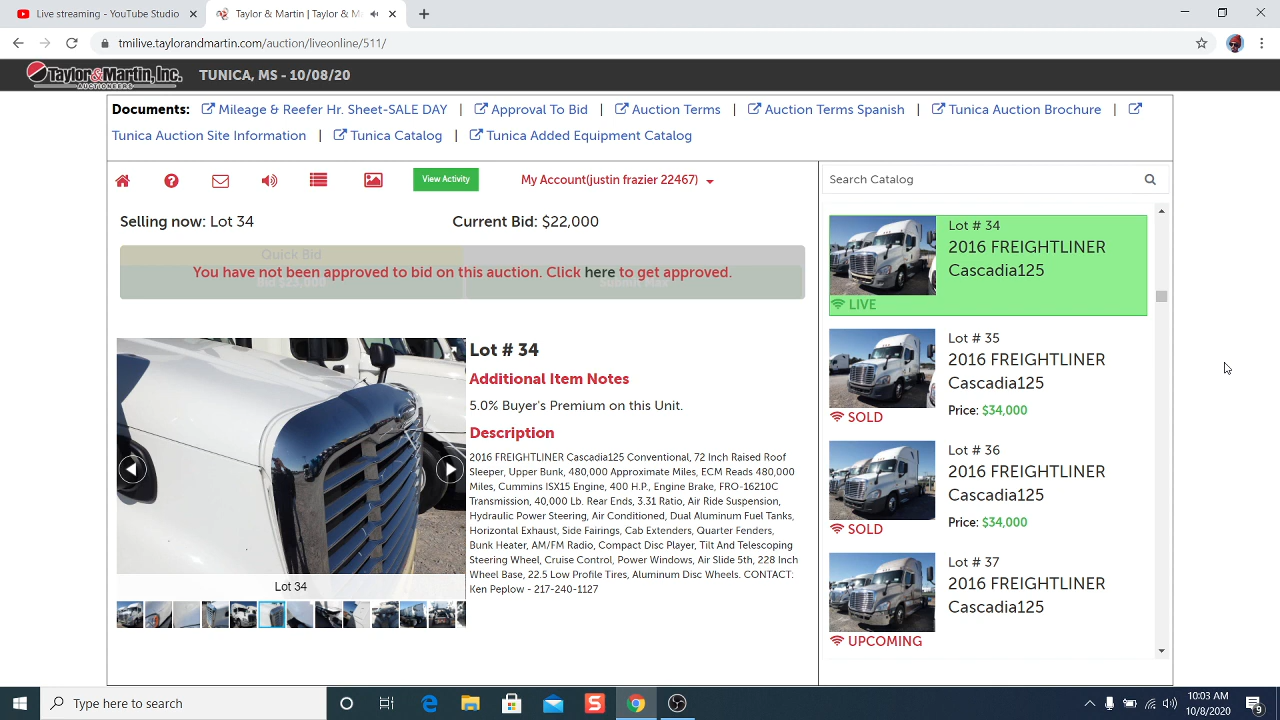 Live streaming - YouTube Studio
Taylor & Martin | Taylor & M
tmilive.taylorandmartin.com/auction/liveonline/511/
Taylor & Martin, Inc.
AUCTIONEERS
TUNICA, MS - 10/08/20
Documents: Mileage & Reefer Hr. Sheet-SALE DAY | Approval To Bid | Auction Terms | Auction Terms Spanish | Tunica Auction Brochure |
Tunica Auction Site Information | Tunica Catalog | Tunica Added Equipment Catalog
View Activity
My Account(justin frazier 22467)
Selling now: Lot 34
Current Bid: $22,000
Quick Bid
You have not been approved to bid on this auction. Click here to get approved.
Bid $23,000
Submit Max
Lot 34
Lot # 34
Additional Item Notes
5.0% Buyer's Premium on this Unit.
Description
2016 FREIGHTLINER Cascadia125 Conventional, 72 Inch Raised Roof
Sleeper, Upper Bunk, 480,000 Approximate Miles, ECM Reads 480,000
Miles, Cummins ISX15 Engine, 400 H.P., Engine Brake, FRO-16210C
Transmission, 40,000 Lb. Rear Ends, 3.31 Ratio, Air Ride Suspension,
Hydraulic Power Steering, Air Conditioned, Dual Aluminum Fuel Tanks,
Horizontal Exhaust, Side Fairings, Cab Extenders, Quarter Fenders,
Bunk Heater, AM/FM Radio, Compact Disc Player, Tilt And Telescoping
Steering Wheel, Cruise Control, Power Windows, Air Slide 5th, 228 Inch
Wheel Base, 22.5 Low Profile Tires, Aluminum Disc Wheels. CONTACT:
Ken Peplow - 217-240-1127
Search Catalog
Lot # 34
2016 FREIGHTLINER
Cascadia125
LIVE
Lot # 35
2016 FREIGHTLINER
Cascadia125
Price: $34,000
SOLD
Lot # 36
2016 FREIGHTLINER
Cascadia125
Price: $34,000
SOLD
Lot # 37
2016 FREIGHTLINER
Cascadia125
UPCOMING
Type here to search
10:03 AM
10/8/2020
9